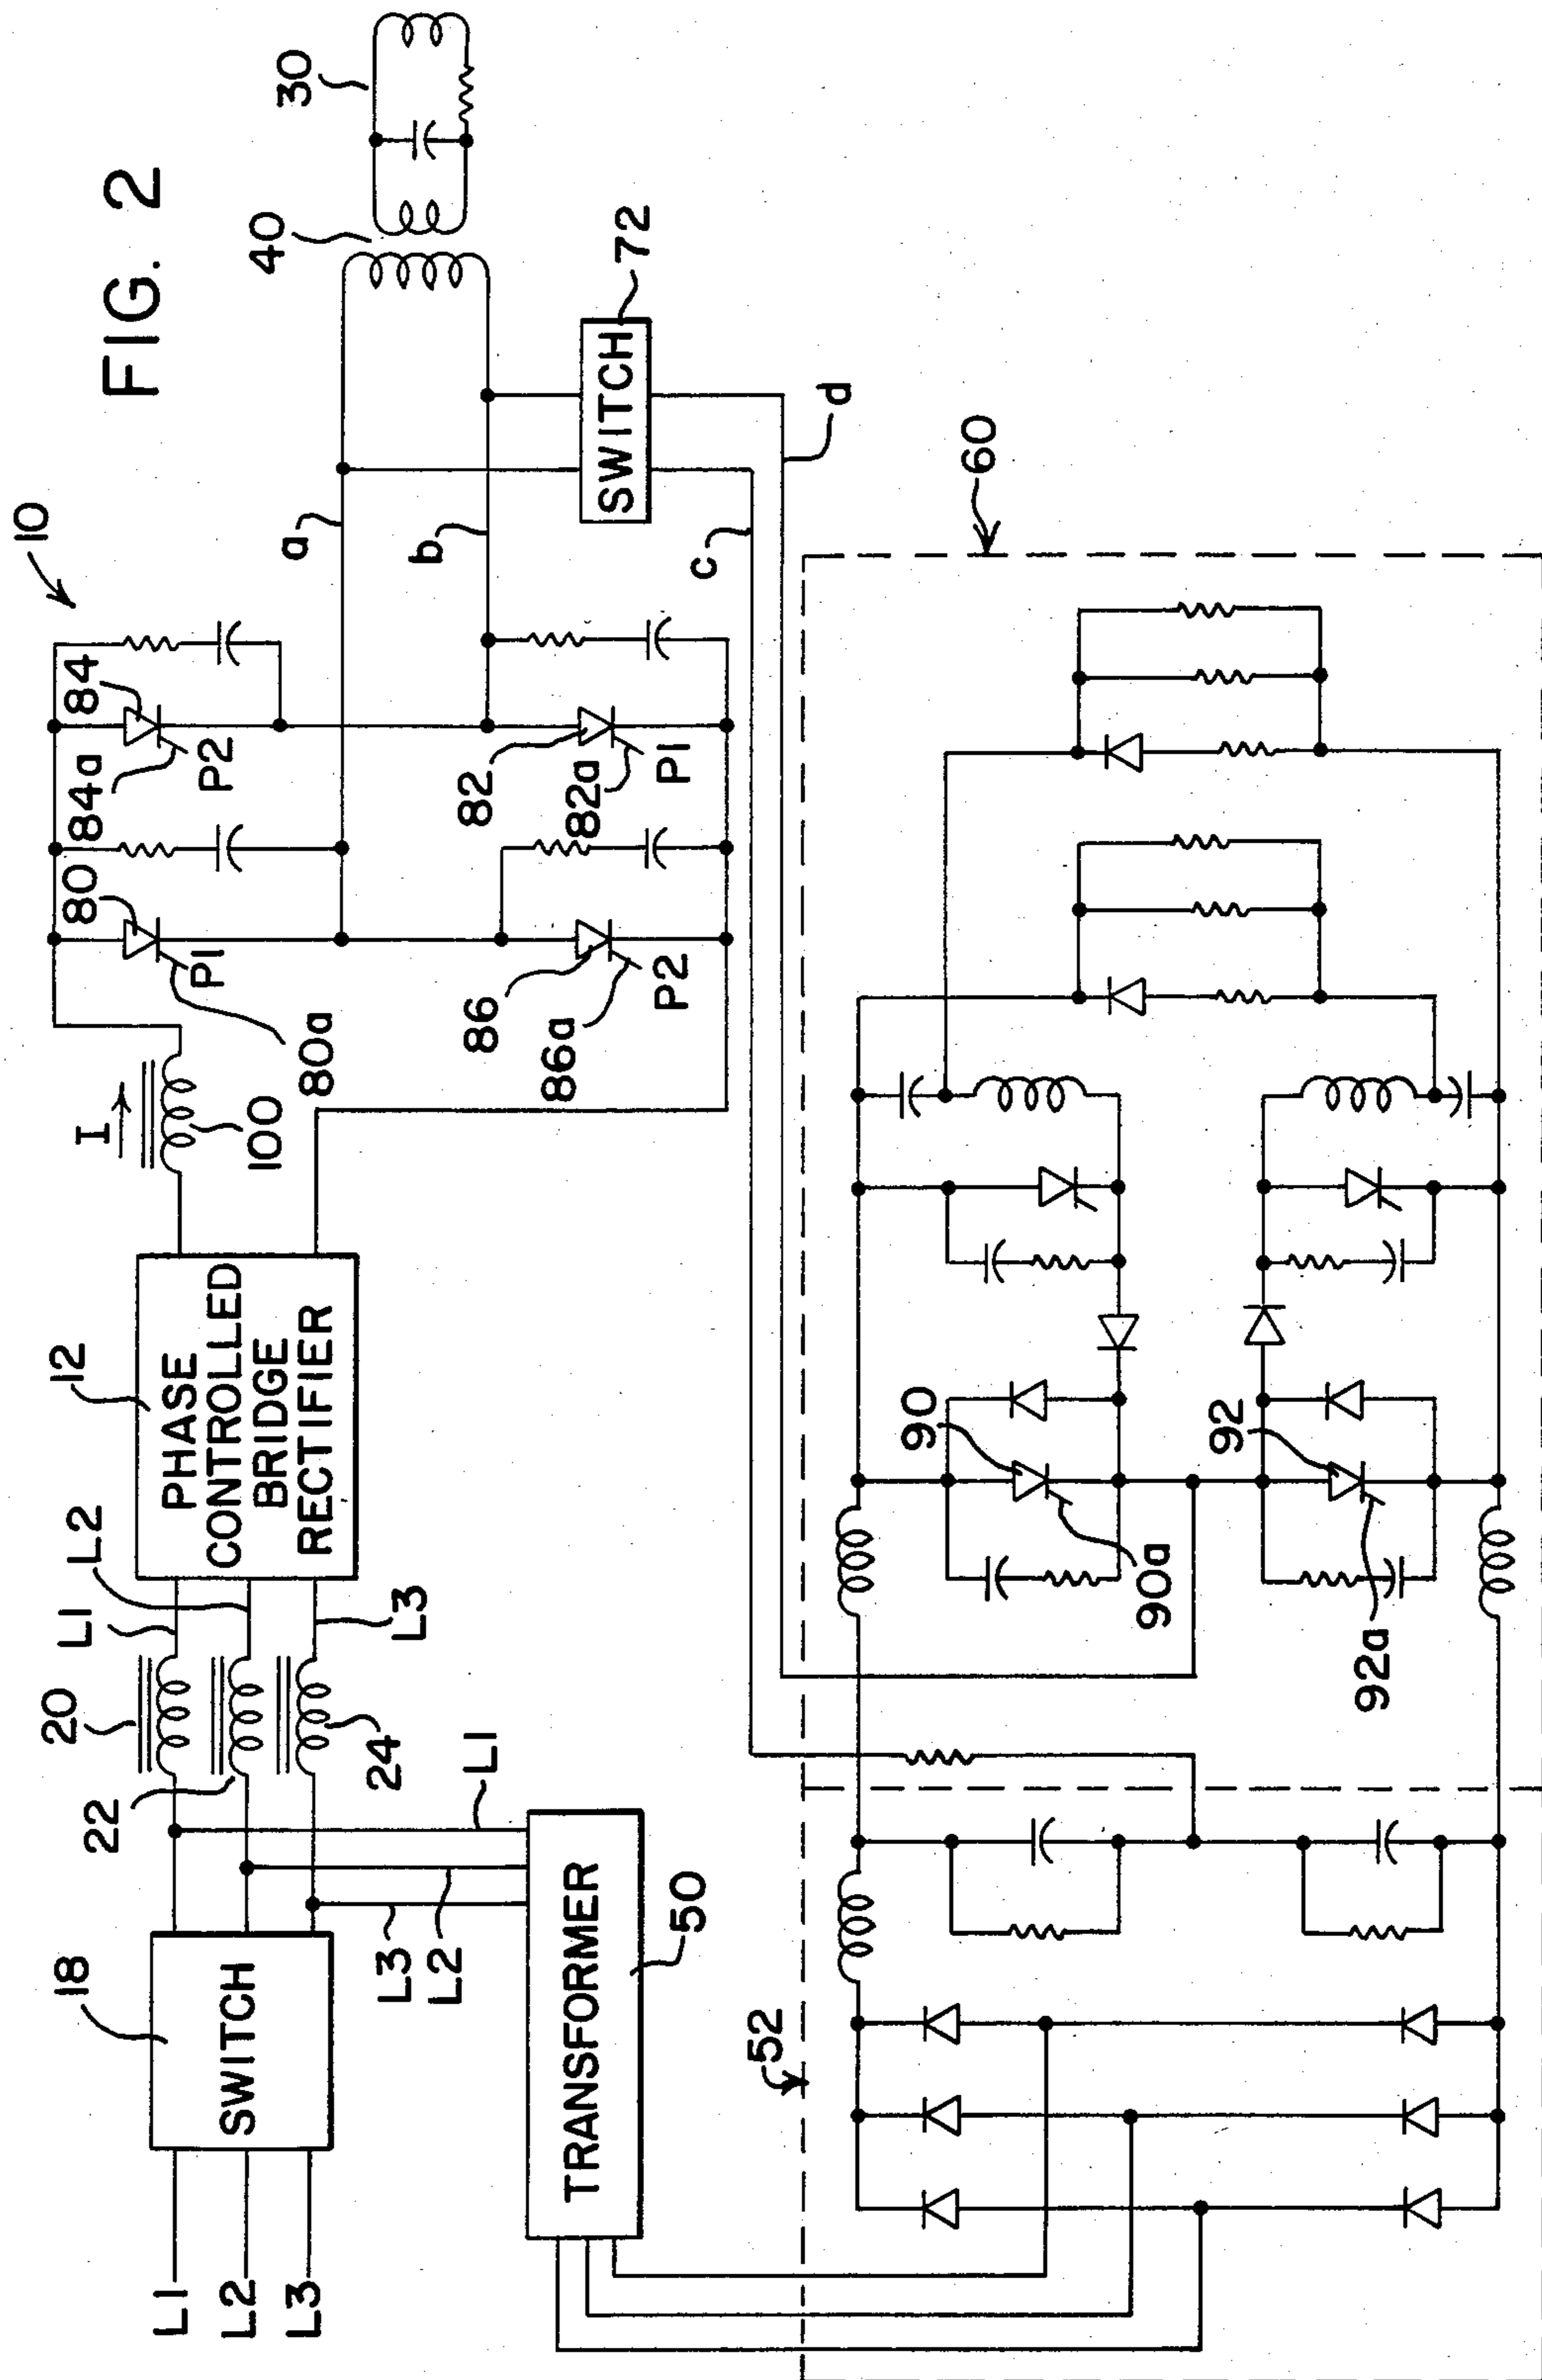 FIG. 2
10
I
100
80
80a
P1
84
84a
P2
86
86a
P2
82
82a
P1
a
b
c
d
40
30
SWITCH
72
12
PHASE
CONTROLLED
BRIDGE
RECTIFIER
L1
L2
L3
20
22
24
18
SWITCH
L1
L2
L3
L1
L2
L3
TRANSFORMER
50
52
60
90
90a
92
92a